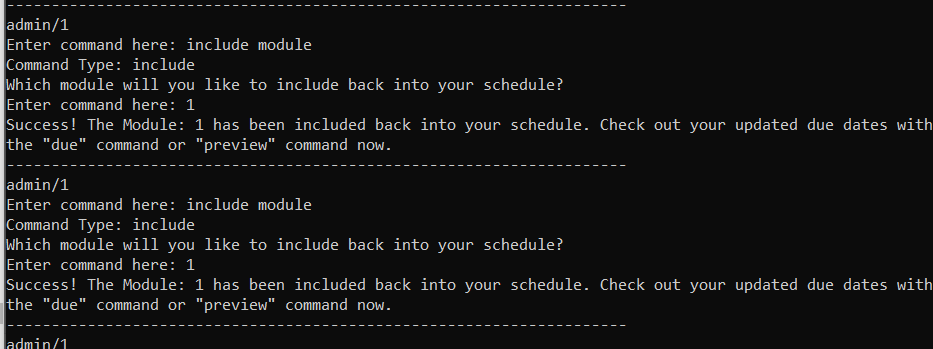 ---------------------------------------------------------------------
admin/1
Enter command here: include module
Command Type: include
Which module will you like to include back into your schedule?
Enter command here: 1
Success! The Module: 1 has been included back into your schedule. Check out your updated due dates with
the "due" command or "preview" command now.
---------------------------------------------------------------------
admin/1
Enter command here: include module
Command Type: include
Which module will you like to include back into your schedule?
Enter command here: 1
Success! The Module: 1 has been included back into your schedule. Check out your updated due dates with
the "due" command or "preview" command now.
---------------------------------------------------------------------
admin/1